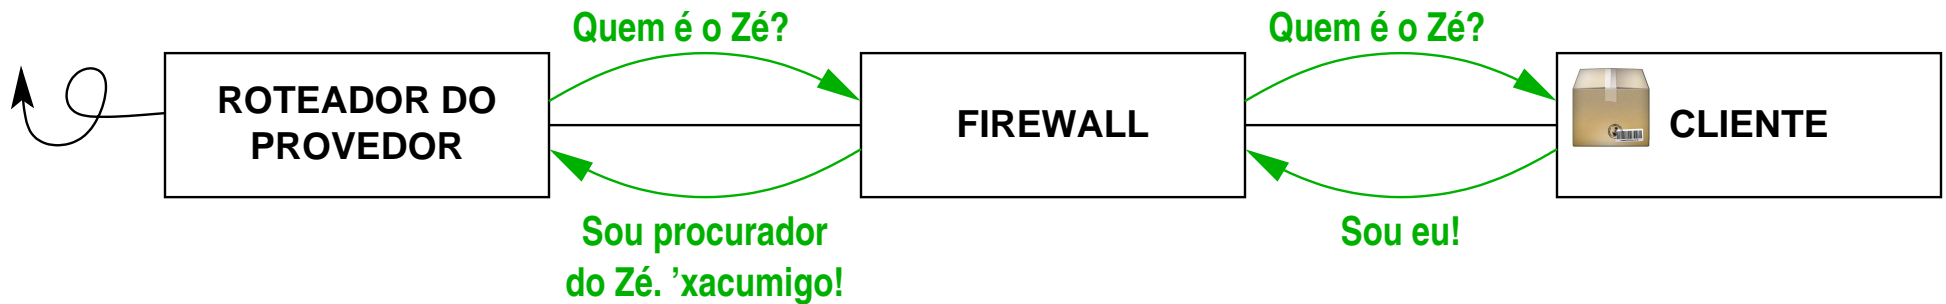 Quem é o Zé?
Quem é o Zé?
ROTEADOR DO
PROVEDOR
FIREWALL
CLIENTE
Sou procurador
do Zé. ’xacumigo!
Sou eu!